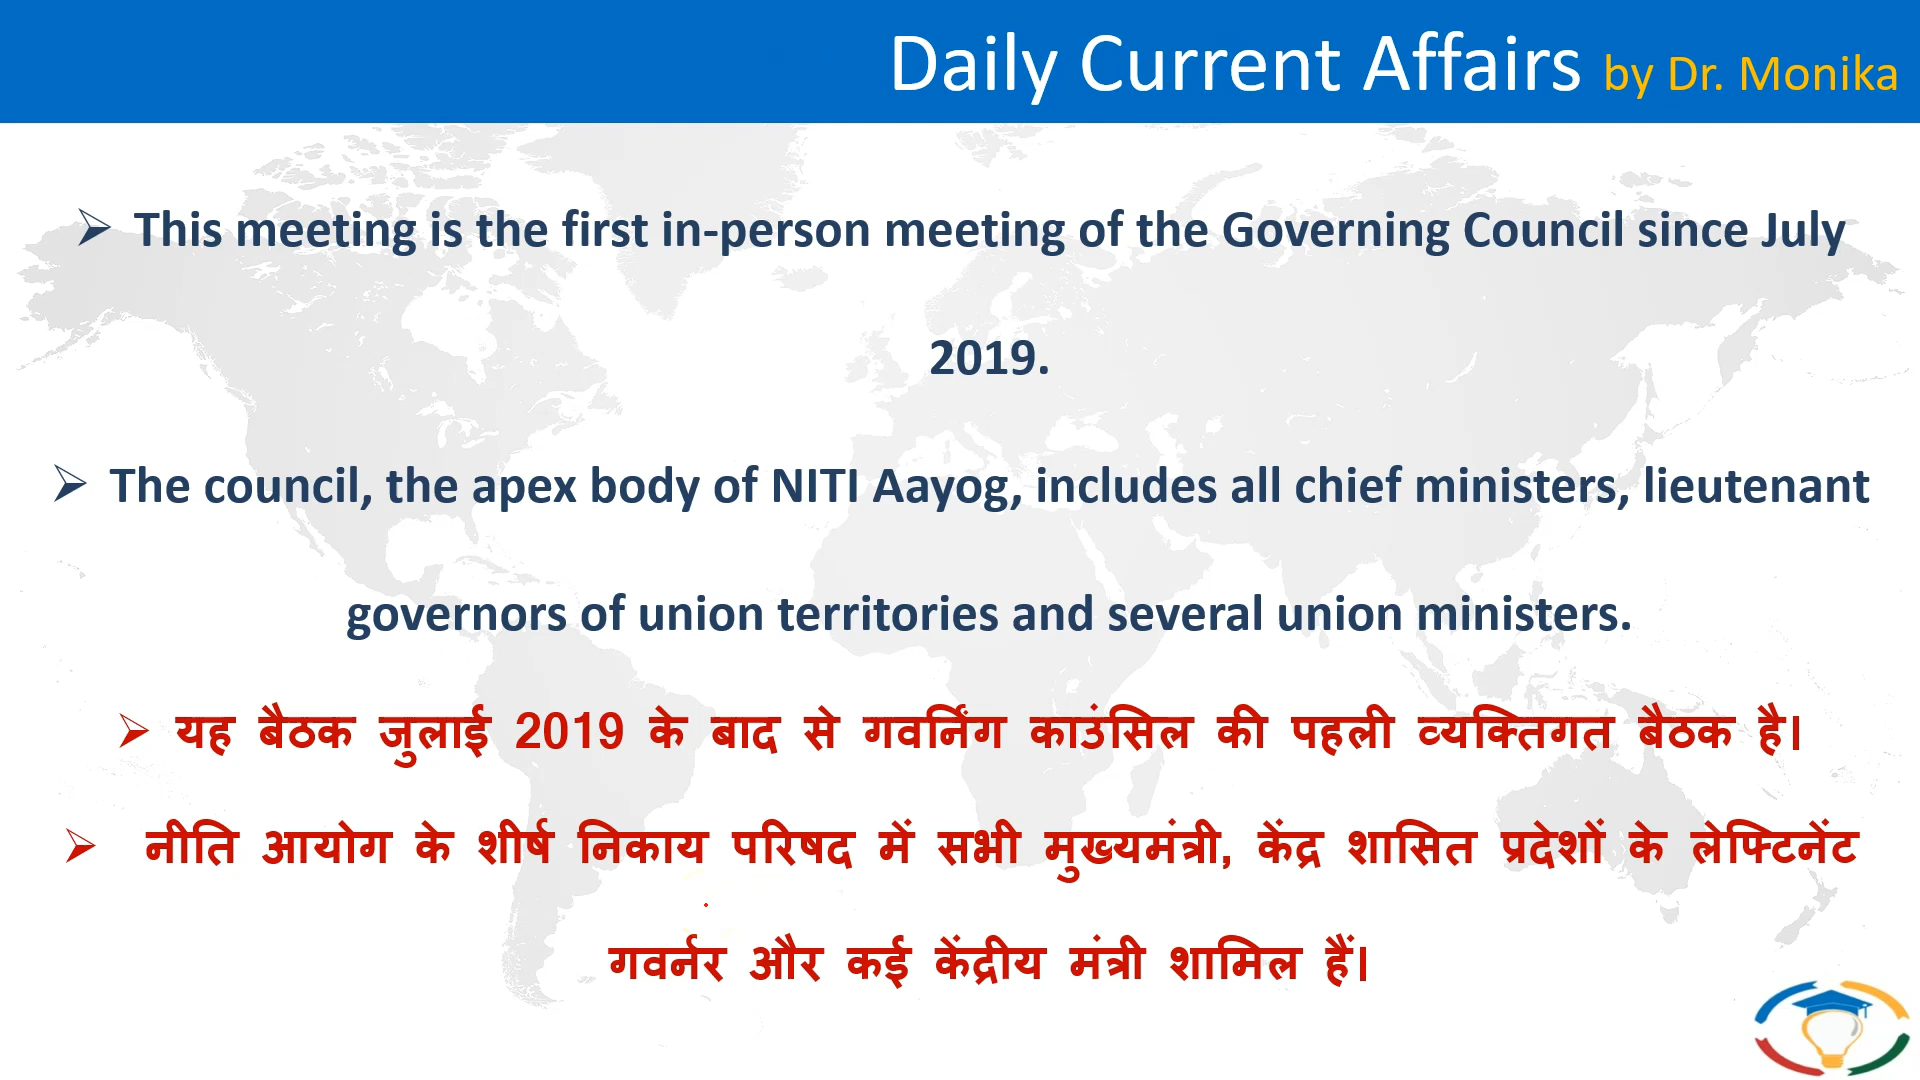 Daily Current Affairs by Dr. Monika
➢ This meeting is the first in-person meeting of the Governing Council since July
2019.
➢ The council, the apex body of NITI Aayog, includes all chief ministers, lieutenant
governors of union territories and several union ministers.
➢ यह बैठक जुलाई 2019 के बाद से गवर्निंग काउंसिल की पहली व्यक्तिगत बैठक है।
➢ नीति आयोग के शीर्ष निकाय परिषद में सभी मुख्यमंत्री, केंद्र शासित प्रदेशों के लेफ्टिनेंट
गवर्नर और कई केंद्रीय मंत्री शामिल हैं।